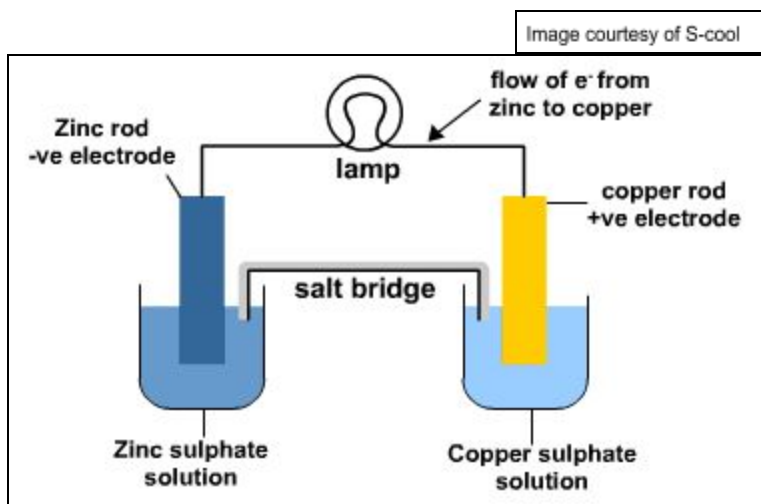 Image courtesy of S-cool
flow of e- from
zinc to copper
Zinc rod
-ve electrode
lamp
copper rod
+ve electrode
salt bridge
Zinc sulphate
solution
Copper sulphate
solution